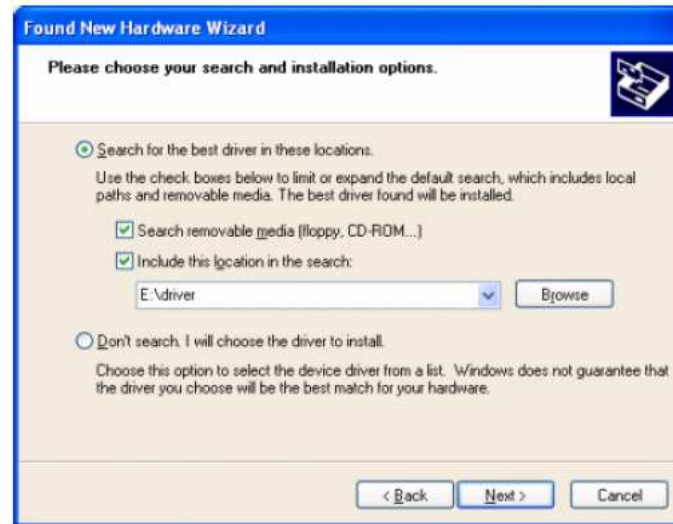 Found New Hardware Wizard
Please choose your search and installation options.
Search for the best driver in these locations.
Use the check boxes below to limit or expand the default search, which includes local
paths and removable media. The best driver found will be installed.
Search removable media (floppy, CD-ROM...)
Include this location in the search:
E:\driver
Browse
Don't search. I will choose the driver to install.
Choose this option to select the device driver from a list. Windows does not guarantee that
the driver you choose will be the best match for your hardware.
< Back
Next >
Cancel